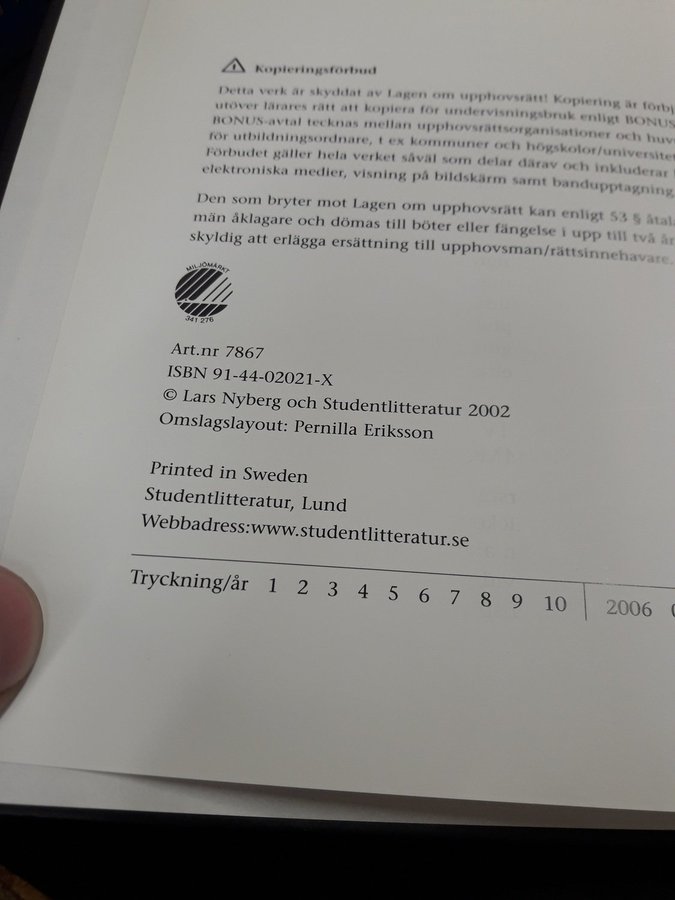 Kopieringsförbud
Detta verk är skyddat av Lagen om upphovsrätt! Kopiering är förbj
utöver lärares rätt att kopiera för undervisningsbruk enligt BONUS
BONUS-avtal tecknas mellan upphovsrättsorganisationer och huv
för utbildningsordnare, t ex kommuner och högskolor/universitet
Förbudet gäller hela verket såväl som delar därav och inkluderar
elektroniska medier, visning på bildskärm samt bandupptagning
Den som bryter mot Lagen om upphovsrätt kan enligt 53 § åtala
män åklagare och dömas till böter eller fängelse i upp till två år
skyldig att erlägga ersättning till upphovsman/rättsinnehavare.
MILJÖMÄRKT
341 276
Art.nr 7867
ISBN 91-44-02021-X
© Lars Nyberg och Studentlitteratur 2002
Omslagslayout: Pernilla Eriksson
Printed in Sweden
Studentlitteratur, Lund
Webbadress:www.studentlitteratur.se
Tryckning/år 1 2 3 4 5 6 7 8 9 10 2006